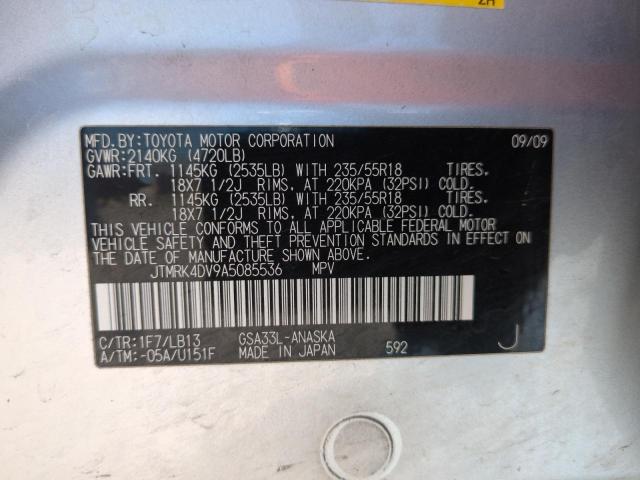 2H
MFD.BY:TOYOTA MOTOR CORPORATION 09/09
GVWR:2140KG (4720LB)
GAWR:FRT. 1145KG (2535LB) WITH 235/55R18 TIRES.
18X7 1/2J RIMS. AT 220KPA (32PSI) COLD.
RR. 1145KG (2535LB) WITH 235/55R18 TIRES.
18X7 1/2J RIMS. AT 220KPA (32PSI) COLD.
THIS VEHICLE CONFORMS TO ALL APPLICABLE FEDERAL MOTOR
VEHICLE SAFETY AND THEFT PREVENTION STANDARDS IN EFFECT ON
THE DATE OF MANUFACTURE SHOWN ABOVE.
JTMRK4DV9A5085536 MPV
C/TR:1F7/LB13 GSA33L-ANASKA
A/TM:-05A/U151F MADE IN JAPAN 592 J